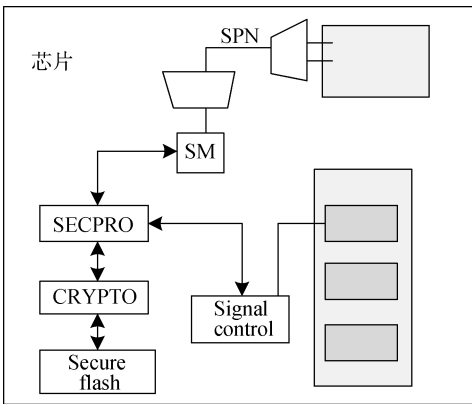 SPN
芯片
SM
SECPRO
CRYPTO
Signal
control
Secure
flash